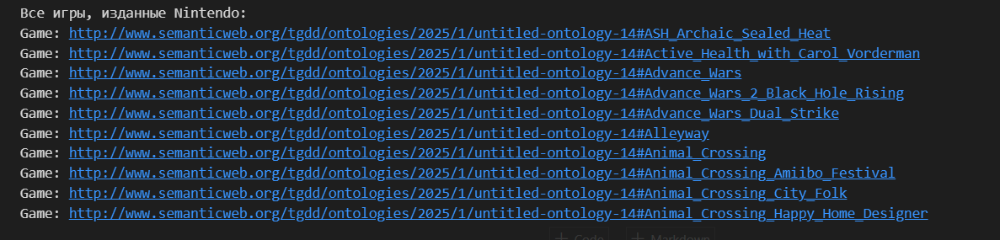 Все игры, изданные Nintendo:
Game: http://www.semanticweb.org/tgdd/ontologies/2025/1/untitled-ontology-14#ASH_Archaic_Sealed_Heat
Game: http://www.semanticweb.org/tgdd/ontologies/2025/1/untitled-ontology-14#Active_Health_with_Carol_Vorderman
Game: http://www.semanticweb.org/tgdd/ontologies/2025/1/untitled-ontology-14#Advance_Wars
Game: http://www.semanticweb.org/tgdd/ontologies/2025/1/untitled-ontology-14#Advance_Wars_2_Black_Hole_Rising
Game: http://www.semanticweb.org/tgdd/ontologies/2025/1/untitled-ontology-14#Advance_Wars_Dual_Strike
Game: http://www.semanticweb.org/tgdd/ontologies/2025/1/untitled-ontology-14#Alleyway
Game: http://www.semanticweb.org/tgdd/ontologies/2025/1/untitled-ontology-14#Animal_Crossing
Game: http://www.semanticweb.org/tgdd/ontologies/2025/1/untitled-ontology-14#Animal_Crossing_Amiibo_Festival
Game: http://www.semanticweb.org/tgdd/ontologies/2025/1/untitled-ontology-14#Animal_Crossing_City_Folk
Game: http://www.semanticweb.org/tgdd/ontologies/2025/1/untitled-ontology-14#Animal_Crossing_Happy_Home_Designer
+ Code + Markdown